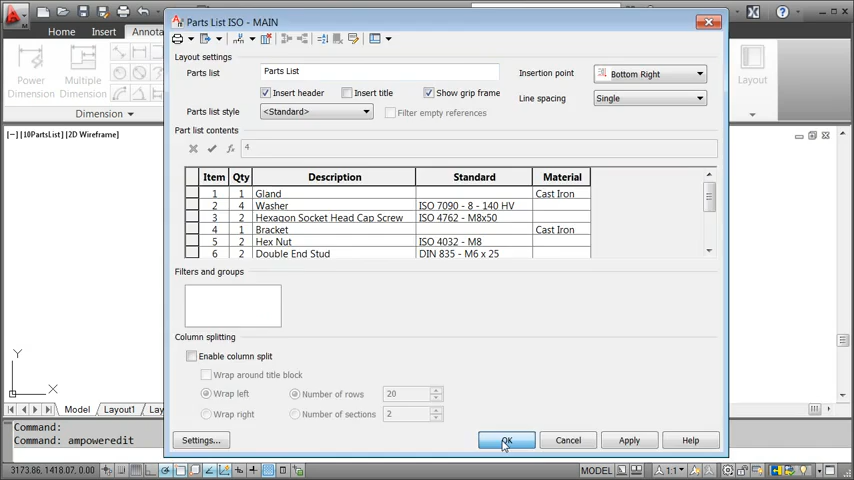 Parts List ISO - MAIN
Home
Insert
Annota
Power
Dimension
Multiple
Dimension
Dimension
Layout
Layout settings
Parts list
Parts List
Insertion point
Bottom Right
Insert header
Insert title
Show grip frame
Line spacing
Single
Parts list style
<Standard>
Filter empty references
Part list contents
4
[−] [10PartsList] [2D Wireframe]
Item Qty Description Standard Material
1 1 Gland Cast Iron
2 4 Washer ISO 7090 - 8 - 140 HV
3 2 Hexagon Socket Head Cap Screw ISO 4762 - M8x50
4 1 Bracket Cast Iron
5 2 Hex Nut ISO 4032 - M8
6 2 Double End Stud DIN 835 - M6 x 25
Filters and groups
Column splitting
Enable column split
Wrap around title block
Wrap left
Number of rows
20
Wrap right
Number of sections
2
Settings...
OK
Cancel
Apply
Help
Y
X
Model
Layout1
Lay
Command:
Command: ampoweredit
3173.86, 1418.07, 0.00
MODEL
1:1